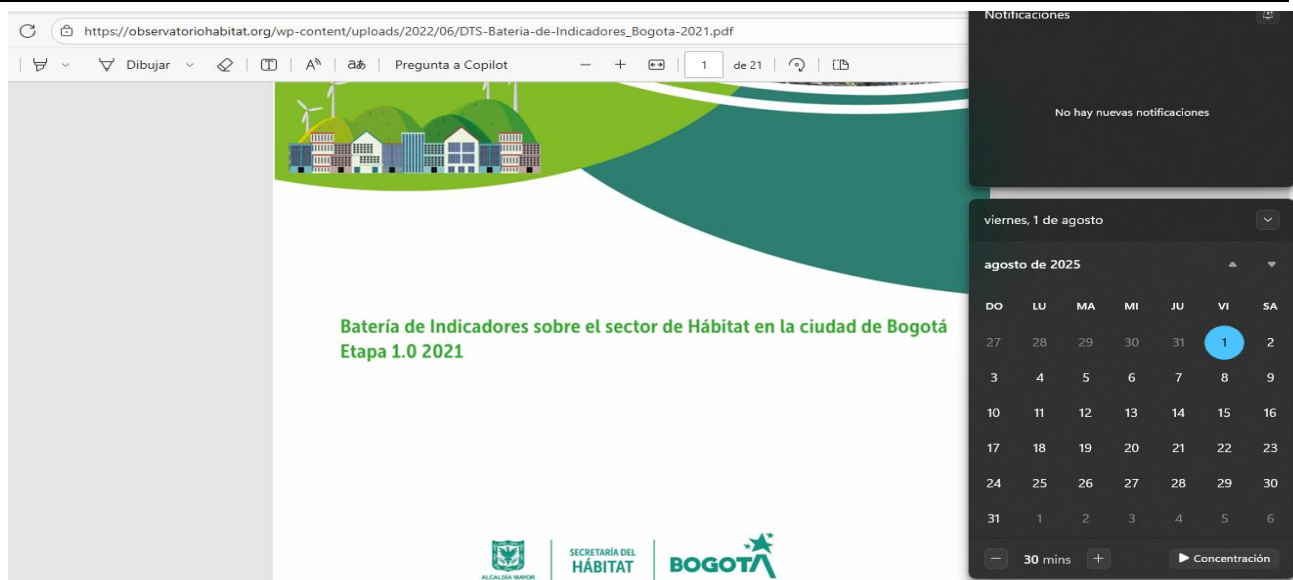 https://observatoriohabitat.org/wp-content/uploads/2022/06/DTS-Bateria-de-Indicadores_Bogota-2021.pdf
Dibujar
Pregunta a Copilot
1 de 21
Batería de Indicadores sobre el sector de Hábitat en la ciudad de Bogotá
Etapa 1.0 2021
ALCALDÍA MAYOR
SECRETARÍA DEL
HÁBITAT
BOGOTÁ
Notificaciones
No hay nuevas notificaciones
viernes, 1 de agosto
agosto de 2025
DO LU MA MI JU VI SA
27 28 29 30 31 1 2
3 4 5 6 7 8 9
10 11 12 13 14 15 16
17 18 19 20 21 22 23
24 25 26 27 28 29 30
31 1 2 3 4 5 6
30 mins
Concentración